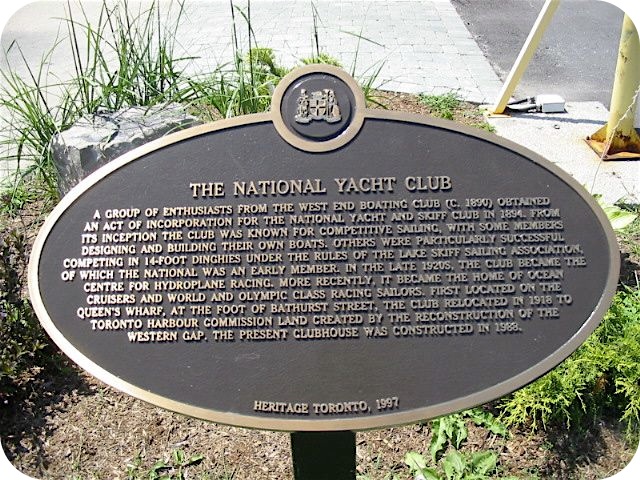 THE NATIONAL YACHT CLUB
A GROUP OF ENTHUSIASTS FROM THE WEST END BOATING CLUB (C. 1890) OBTAINED
AN ACT OF INCORPORATION FOR THE NATIONAL YACHT AND SKIFF CLUB IN 1894. FROM
ITS INCEPTION THE CLUB WAS KNOWN FOR COMPETITIVE SAILING, WITH SOME MEMBERS
DESIGNING AND BUILDING THEIR OWN BOATS. OTHERS WERE PARTICULARLY SUCCESSFUL
COMPETING IN 14-FOOT DINGHIES UNDER THE RULES OF THE LAKE SKIFF SAILING ASSOCIATION,
OF WHICH THE NATIONAL WAS AN EARLY MEMBER. IN THE LATE 1920S, THE CLUB BECAME THE
CENTRE FOR HYDROPLANE RACING. MORE RECENTLY, IT BECAME THE HOME OF OCEAN
CRUISERS AND WORLD AND OLYMPIC CLASS RACING SAILORS. FIRST LOCATED ON THE
QUEEN'S WHARF, AT THE FOOT OF BATHURST STREET, THE CLUB RELOCATED IN 1918 TO
TORONTO HARBOUR COMMISSION LAND CREATED BY THE RECONSTRUCTION OF THE
WESTERN GAP. THE PRESENT CLUBHOUSE WAS CONSTRUCTED IN 1988.
HERITAGE TORONTO, 1997